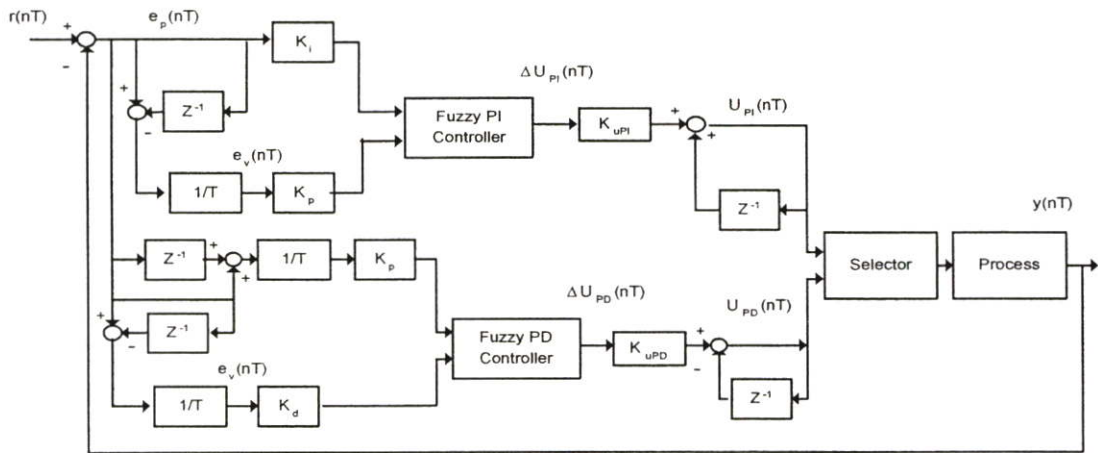 r(nT)
+
−
e_p(nT)
K_i
+
−
Z⁻¹
e_v(nT)
1/T
K_p
Fuzzy PI
Controller
ΔU_PI(nT)
K_uPI
+
+
U_PI(nT)
Z⁻¹
Z⁻¹
+
+
1/T
K_p
+
−
Z⁻¹
e_v(nT)
1/T
K_d
Fuzzy PD
Controller
ΔU_PD(nT)
K_uPD
+
−
U_PD(nT)
Z⁻¹
Selector
Process
y(nT)